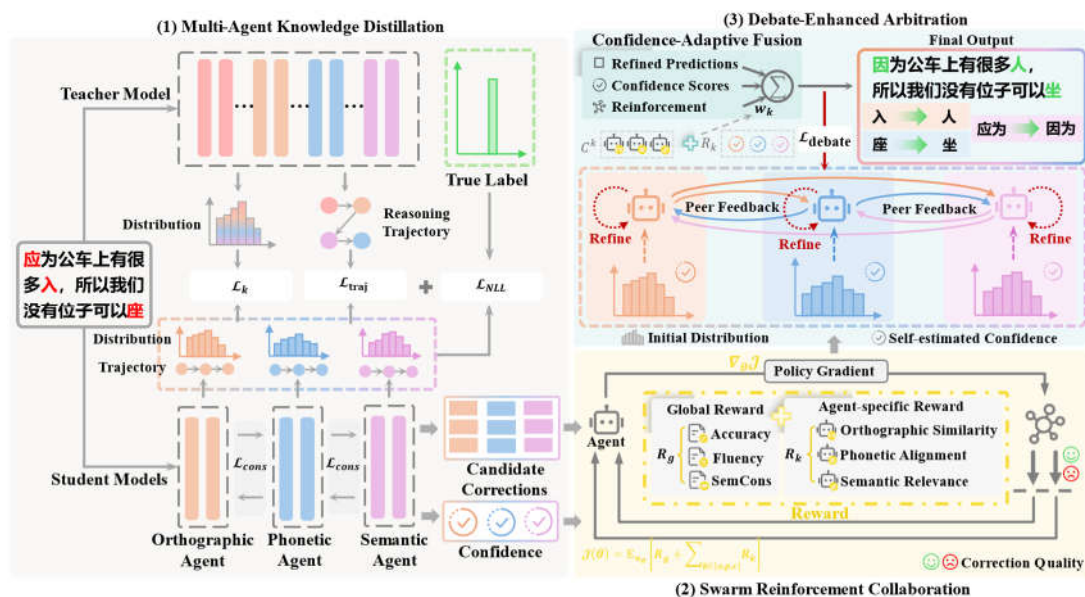 (1) Multi-Agent Knowledge Distillation
Teacher Model
True Label
Distribution
Reasoning
Trajectory
应为公车上有很
多入，所以我们
没有位子可以座
ℒk
ℒtraj
+
ℒNLL
Distribution
Trajectory
Student Models
ℒcons
ℒcons
Orthographic
Agent
Phonetic
Agent
Semantic
Agent
Candidate
Corrections
Confidence
(3) Debate-Enhanced Arbitration
Confidence-Adaptive Fusion
Refined Predictions
Confidence Scores
Reinforcement
∑
wk
Ck
Rk
ℒdebate
Final Output
因为公车上有很多人，
所以我们没有位子可以坐
入 人
座 坐
应为 因为
Peer Feedback
Peer Feedback
Refine
Refine
Refine
Initial Distribution
Self-estimated Confidence
∇θJ
Policy Gradient
Agent
Global Reward
Rg
Accuracy
Fluency
SemCons
Agent-specific Reward
Rk
Orthographic Similarity
Phonetic Alignment
Semantic Relevance
Reward
Correction Quality
(2) Swarm Reinforcement Collaboration